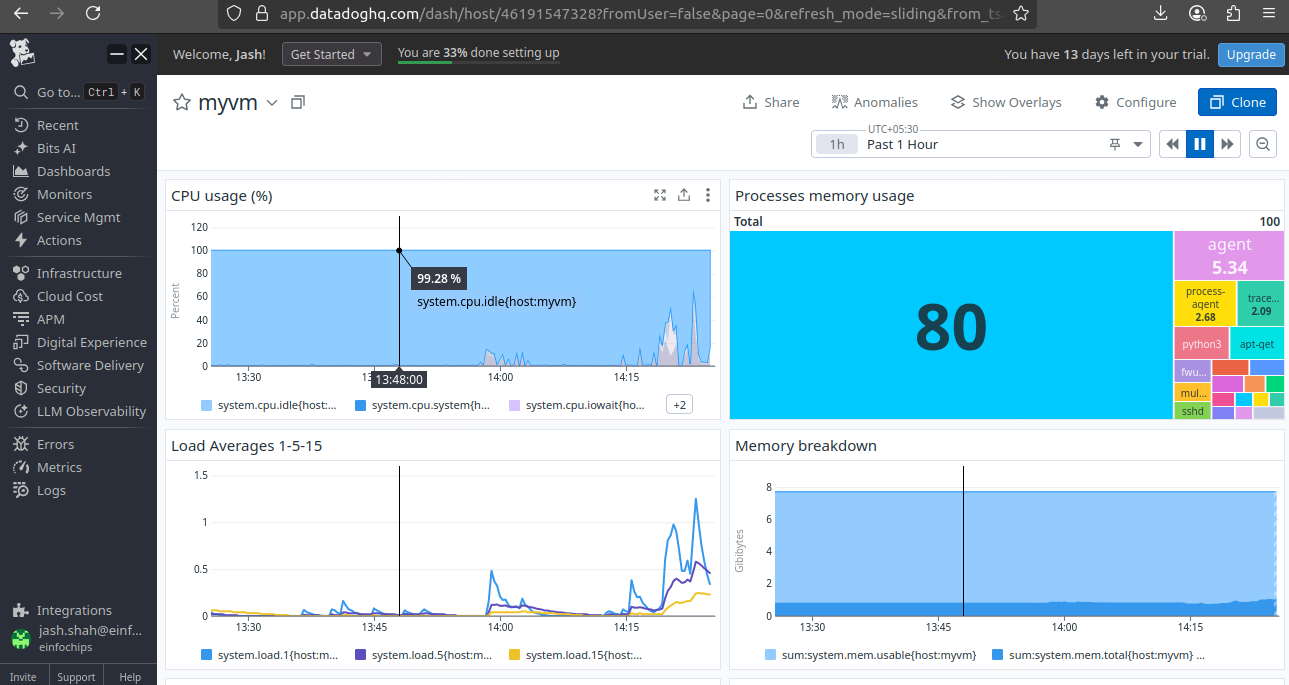 app.datadoghq.com/dash/host/46191547328?fromUser=false&page=0&refresh_mode=sliding&from_ts
Welcome, Jash!
Get Started
You are 33% done setting up
You have 13 days left in your trial.
Upgrade
Go to... Ctrl + K
Recent
Bits AI
Dashboards
Monitors
Service Mgmt
Actions
Infrastructure
Cloud Cost
APM
Digital Experience
Software Delivery
Security
LLM Observability
Errors
Metrics
Logs
Integrations
jash.shah@einf...
einfochips
Invite
Support
Help
myvm
Share
Anomalies
Show Overlays
Configure
Clone
UTC+05:30
1h Past 1 Hour
CPU usage (%)
Percent
120
100
80
60
40
20
0
99.28 %
system.cpu.idle{host:myvm}
13:30
13:48:00
14:00
14:15
system.cpu.idle{host:...
system.cpu.system{h...
system.cpu.iowait{ho...
+2
Processes memory usage
Total 100
80
agent
5.34
process-
agent
2.68
trace...
2.09
python3
apt-get
fwu...
mul...
sshd
Load Averages 1-5-15
1.5
1
0.5
0
13:30
13:45
14:00
14:15
system.load.1{host:m...
system.load.5{host:m...
system.load.15{host:...
Memory breakdown
Gibibytes
8
6
4
2
0
13:30
13:45
14:00
14:15
sum:system.mem.usable{host:myvm}
sum:system.mem.total{host:myvm} ...